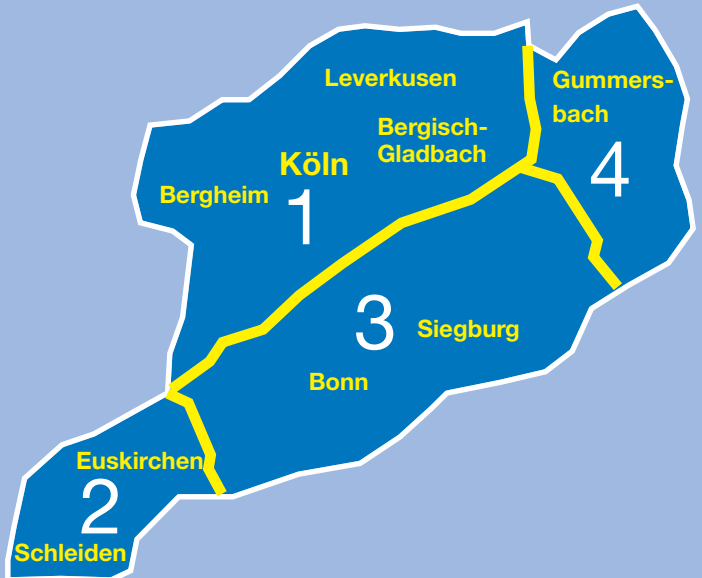 Leverkusen
Gummers-
bach
Bergisch-
Gladbach
4
Köln
Bergheim
1
3
Siegburg
Bonn
Euskirchen
2
Schleiden